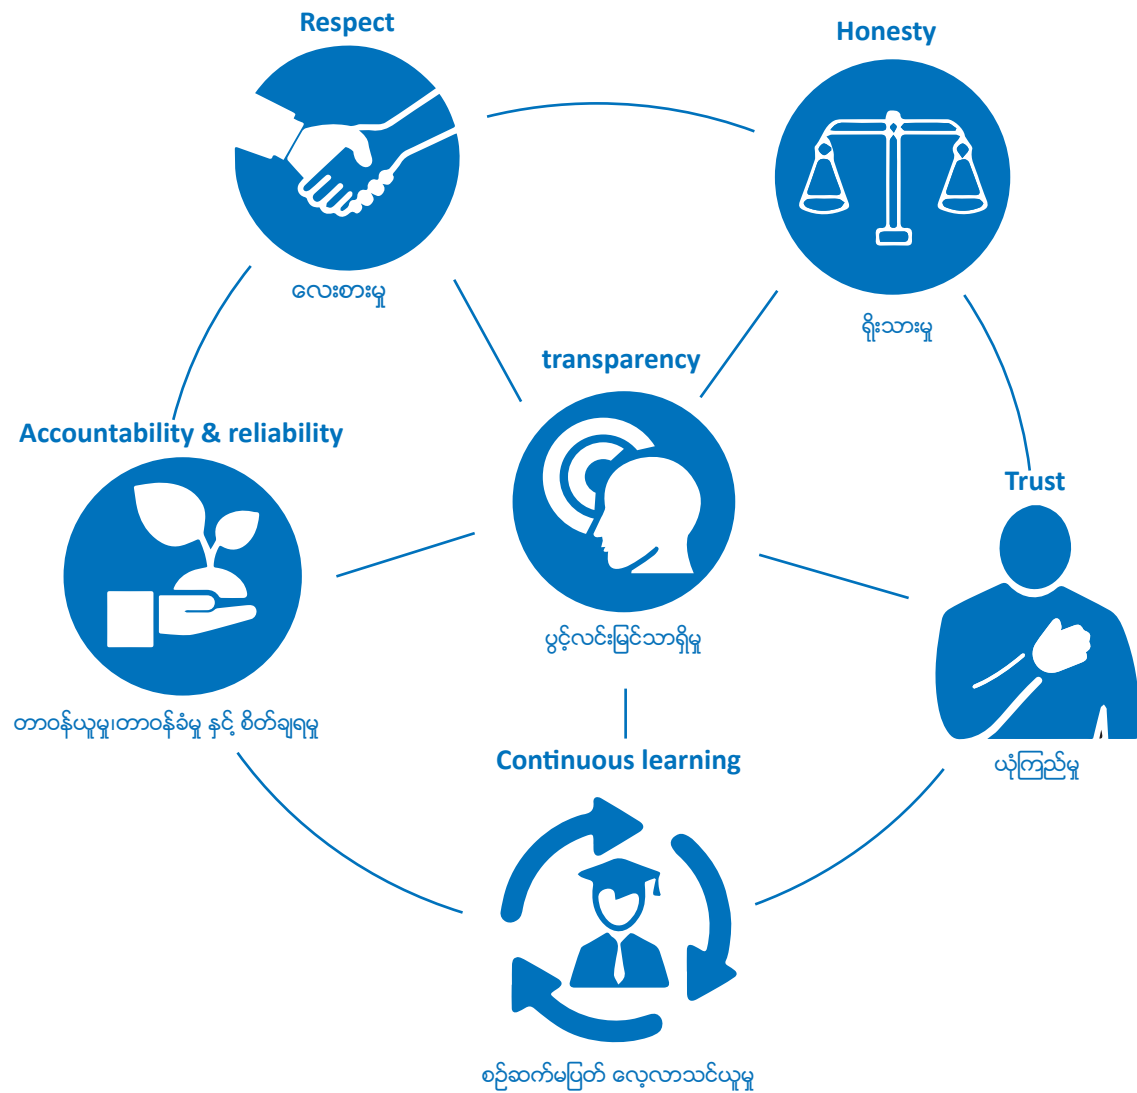 Respect
Honesty
လေးစားမှု
ရိုးသားမှု
transparency
Accountability & reliability
Trust
ပွင့်လင်းမြင်သာရှိမှု
တာဝန်ယူမှု၊တာဝန်ခံမှု နှင့် စိတ်ချရမှု
ယုံကြည်မှု
Continuous learning
စဉ်ဆက်မပြတ် လေ့လာသင်ယူမှု